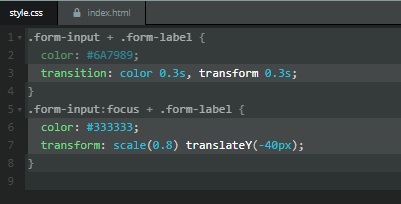 style.css index.html
1 .form-input + .form-label {
2 color: #6A7989;
3 transition: color 0.3s, transform 0.3s;
4 }
5 .form-input:focus + .form-label {
6 color: #333333;
7 transform: scale(0.8) translateY(-40px);
8 }
9